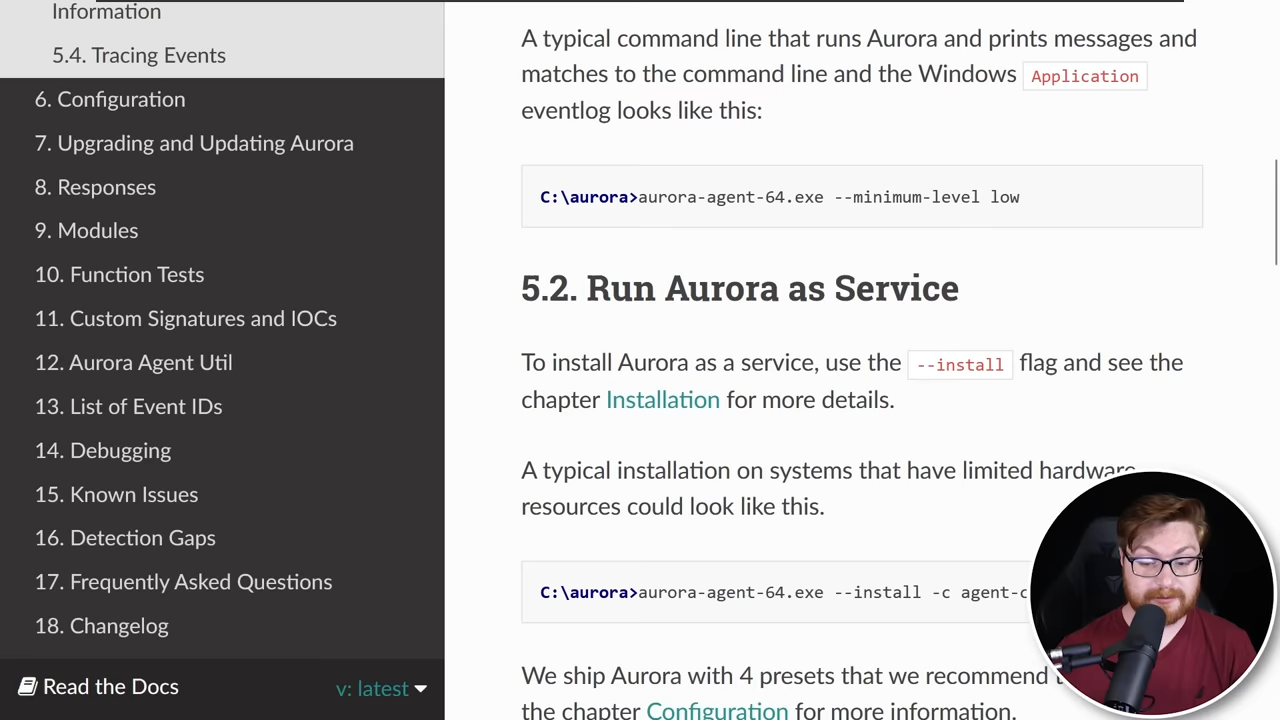 Information
5.4. Tracing Events
6. Configuration
7. Upgrading and Updating Aurora
8. Responses
9. Modules
10. Function Tests
11. Custom Signatures and IOCs
12. Aurora Agent Util
13. List of Event IDs
14. Debugging
15. Known Issues
16. Detection Gaps
17. Frequently Asked Questions
18. Changelog
Read the Docs
v: latest
A typical command line that runs Aurora and prints messages and
matches to the command line and the Windows Application
eventlog looks like this:
C:\aurora>aurora-agent-64.exe --minimum-level low
5.2. Run Aurora as Service
To install Aurora as a service, use the --install flag and see the
chapter Installation for more details.
A typical installation on systems that have limited hardware
resources could look like this.
C:\aurora>aurora-agent-64.exe --install -c agent-c
We ship Aurora with 4 presets that we recommend
the chapter Configuration for more information.